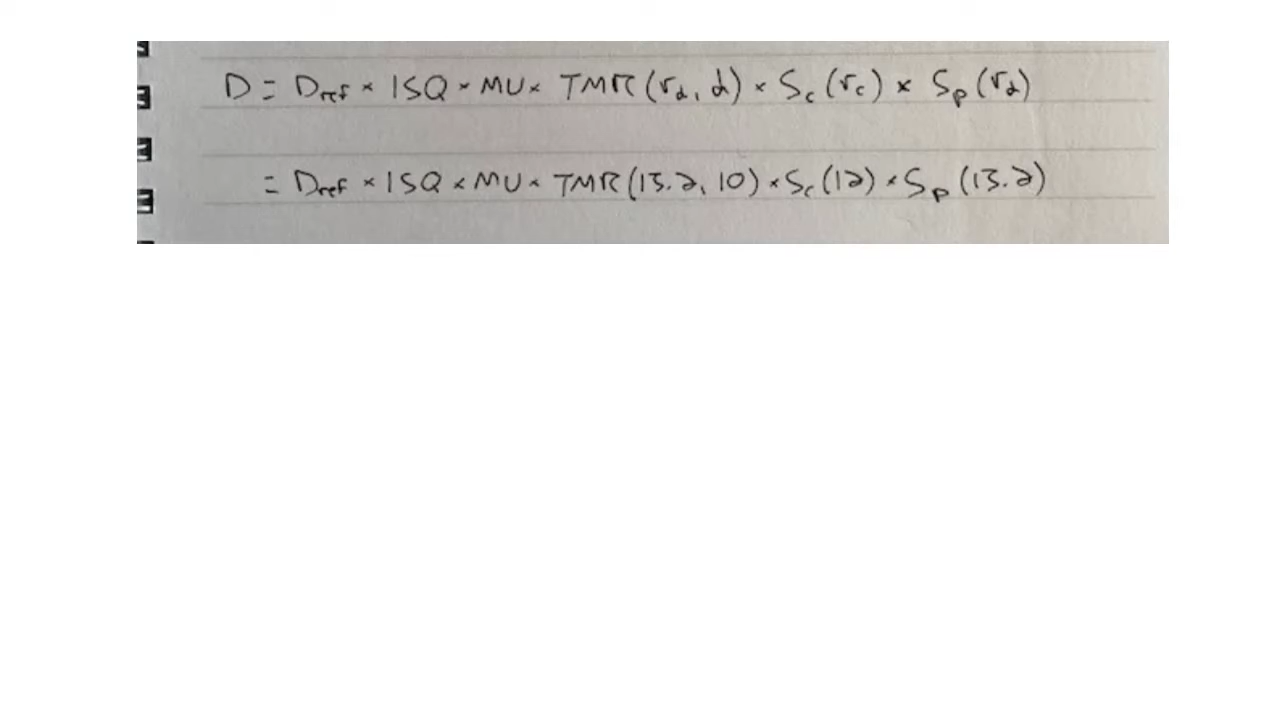 D = Dref × ISQ × MU × TMR (rd, d) × Sc (rc) × Sp (rd)
= Dref × ISQ × MU × TMR (13.2, 10) × Sc (12) × Sp (13.2)